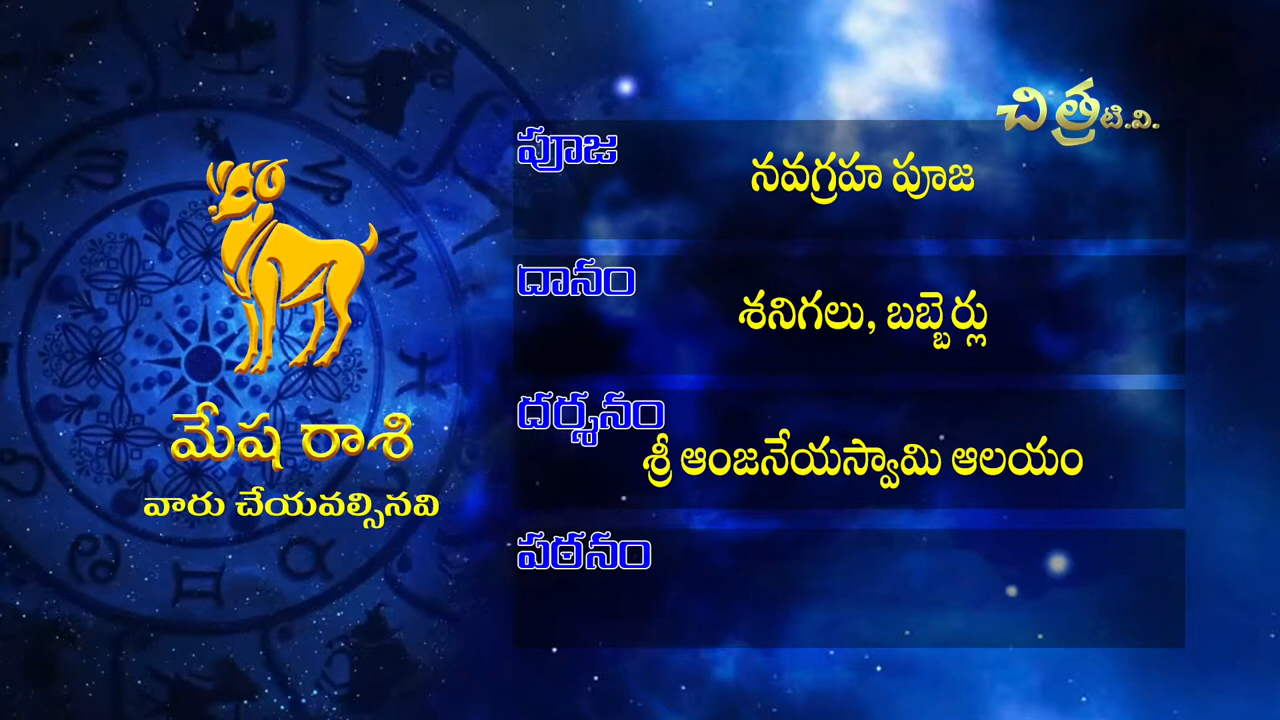 చిత్ర టి.వి.
పూజ
నవగ్రహ పూజ
దానం
శనిగలు, బబ్బెర్లు
దర్శనం
శ్రీ ఆంజనేయస్వామి ఆలయం
పఠనం
మేష రాశి
వారు చేయవల్సినవి